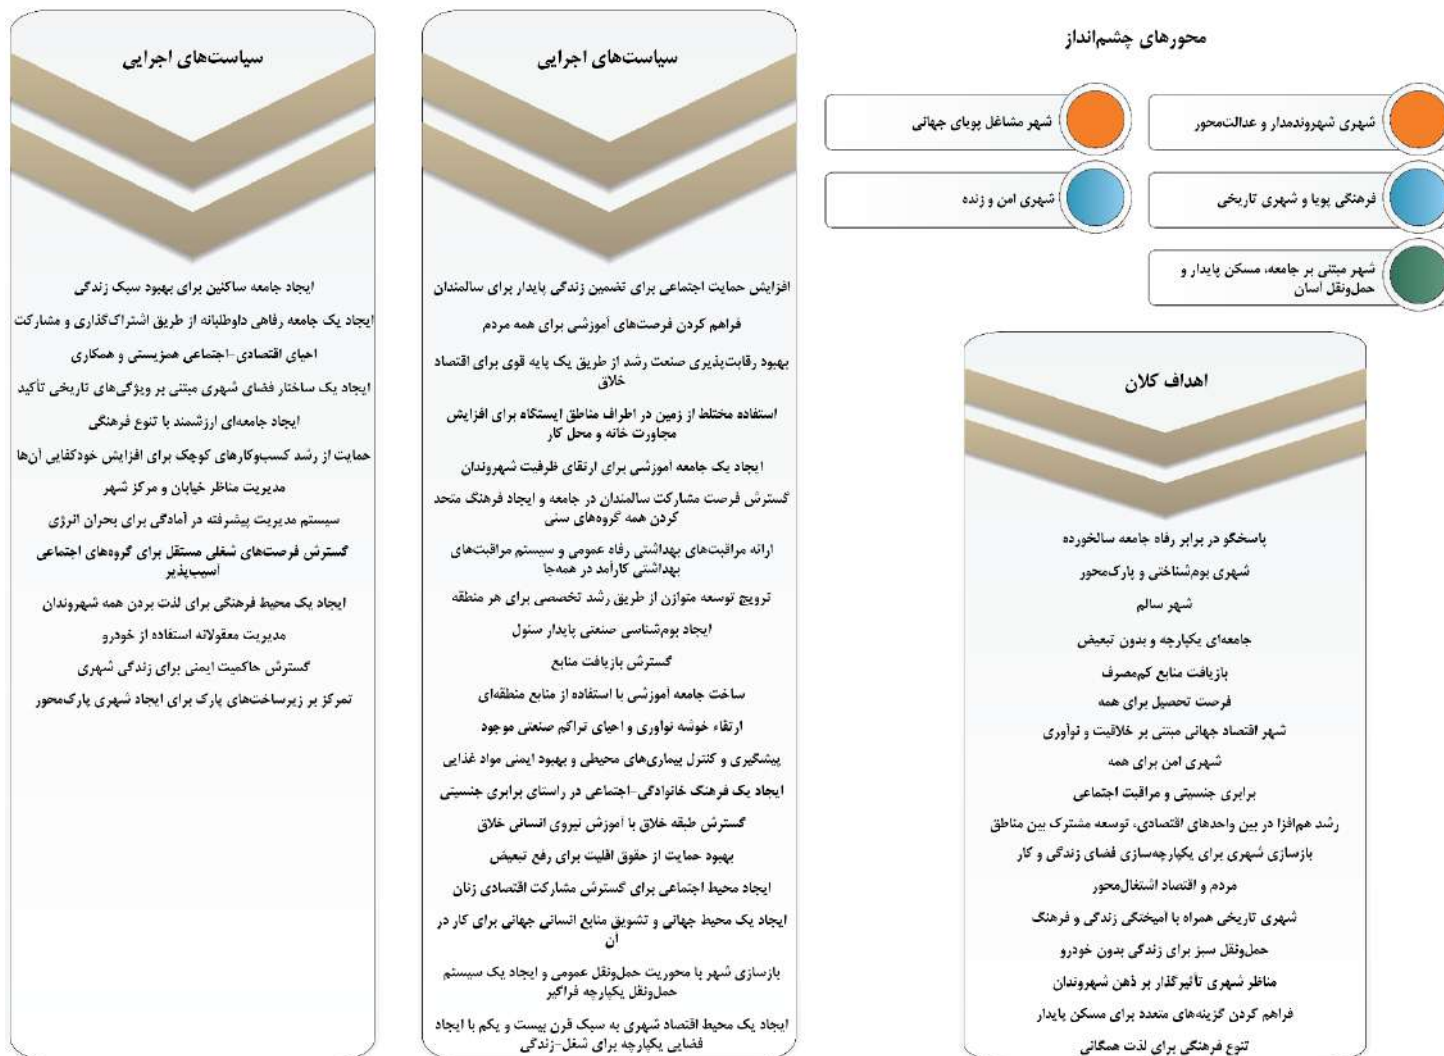 محورهای چشم‌انداز
شهری شهروندمدار و عدالت‌محور
شهر مشاغل پویای جهانی
فرهنگی پویا و شهری تاریخی
شهری امن و زنده
شهر مبتنی بر جامعه، مسکن پایدار و
حمل‌ونقل آسان
اهداف کلان
پاسخگو در برابر رفاه جامعه سالخورده
شهری بوم‌شناختی و پارک‌محور
شهر سالم
جامعه‌ای یکپارچه و بدون تبعیض
بازیافت منابع کم‌مصرف
فرصت تحصیل برای همه
شهر اقتصاد جهانی مبتنی بر خلاقیت و نوآوری
شهری امن برای همه
برابری جنسیتی و مراقبت اجتماعی
رشد هم‌افزا در بین واحدهای اقتصادی، توسعه مشترک بین مناطق
بازسازی شهری برای یکپارچه‌سازی فضای زندگی و کار
مردم و اقتصاد اشتغال‌محور
شهری تاریخی همراه با آمیختگی زندگی و فرهنگ
حمل‌ونقل سبز برای زندگی بدون خودرو
مناظر شهری تأثیرگذار بر ذهن شهروندان
فراهم کردن گزینه‌های متعدد برای مسکن پایدار
تنوع فرهنگی برای لذت همگانی
سیاست‌های اجرایی
افزایش حمایت اجتماعی برای تضمین زندگی پایدار برای سالمندان
فراهم کردن فرصت‌های آموزشی برای همه مردم
بهبود رقابت‌پذیری صنعت رشد از طریق یک پایه قوی برای اقتصاد
خلاق
استفاده مختلط از زمین در اطراف مناطق ایستگاه برای افزایش
مجاورت خانه و محل کار
ایجاد یک جامعه آموزشی برای ارتقای ظرفیت شهروندان
گسترش فرصت مشارکت سالمندان در جامعه و ایجاد فرهنگ متحد
کردن همه گروه‌های سنی
ارائه مراقبت‌های بهداشتی رفاه عمومی و سیستم مراقبت‌های
بهداشتی کارآمد در همه‌جا
ترویج توسعه متوازن از طریق رشد تخصصی برای هر منطقه
ایجاد بوم‌شناسی صنعتی پایدار سئول
گسترش بازیافت منابع
ساخت جامعه آموزشی با استفاده از منابع منطقه‌ای
ارتقاء خوشه نوآوری و احیای تراکم صنعتی موجود
پیشگیری و کنترل بیماری‌های محیطی و بهبود ایمنی مواد غذایی
ایجاد یک فرهنگ خانوادگی-اجتماعی در راستای برابری جنسیتی
گسترش طبقه خلاق با آموزش نیروی انسانی خلاق
بهبود حمایت از حقوق اقلیت برای رفع تبعیض
ایجاد محیط اجتماعی برای گسترش مشارکت اقتصادی زنان
ایجاد یک محیط جهانی و تشویق منابع انسانی جهانی برای کار در
آن
بازسازی شهر با محوریت حمل‌ونقل عمومی و ایجاد یک سیستم
حمل‌ونقل یکپارچه فراگیر
ایجاد یک محیط اقتصاد شهری به سبک قرن بیست و یکم با ایجاد
فضایی یکپارچه برای شغل-زندگی
سیاست‌های اجرایی
ایجاد جامعه ساکنین برای بهبود سبک زندگی
ایجاد یک جامعه رفاهی داوطلبانه از طریق اشتراک‌گذاری و مشارکت
احیای اقتصادی-اجتماعی همزیستی و همکاری
ایجاد یک ساختار فضای شهری مبتنی بر ویژگی‌های تاریخی تأکید
ایجاد جامعه‌ای ارزشمند با تنوع فرهنگی
حمایت از رشد کسب‌وکارهای کوچک برای افزایش خودکفایی آن‌ها
مدیریت مناظر خیابان و مرکز شهر
سیستم مدیریت پیشرفته در آمادگی برای بحران انرژی
گسترش فرصت‌های شغلی مستقل برای گروه‌های اجتماعی
آسیب‌پذیر
ایجاد یک محیط فرهنگی برای لذت بردن همه شهروندان
مدیریت معقولانه استفاده از خودرو
گسترش حاکمیت ایمنی برای زندگی شهری
تمرکز بر زیرساخت‌های پارک برای ایجاد شهری پارک‌محور